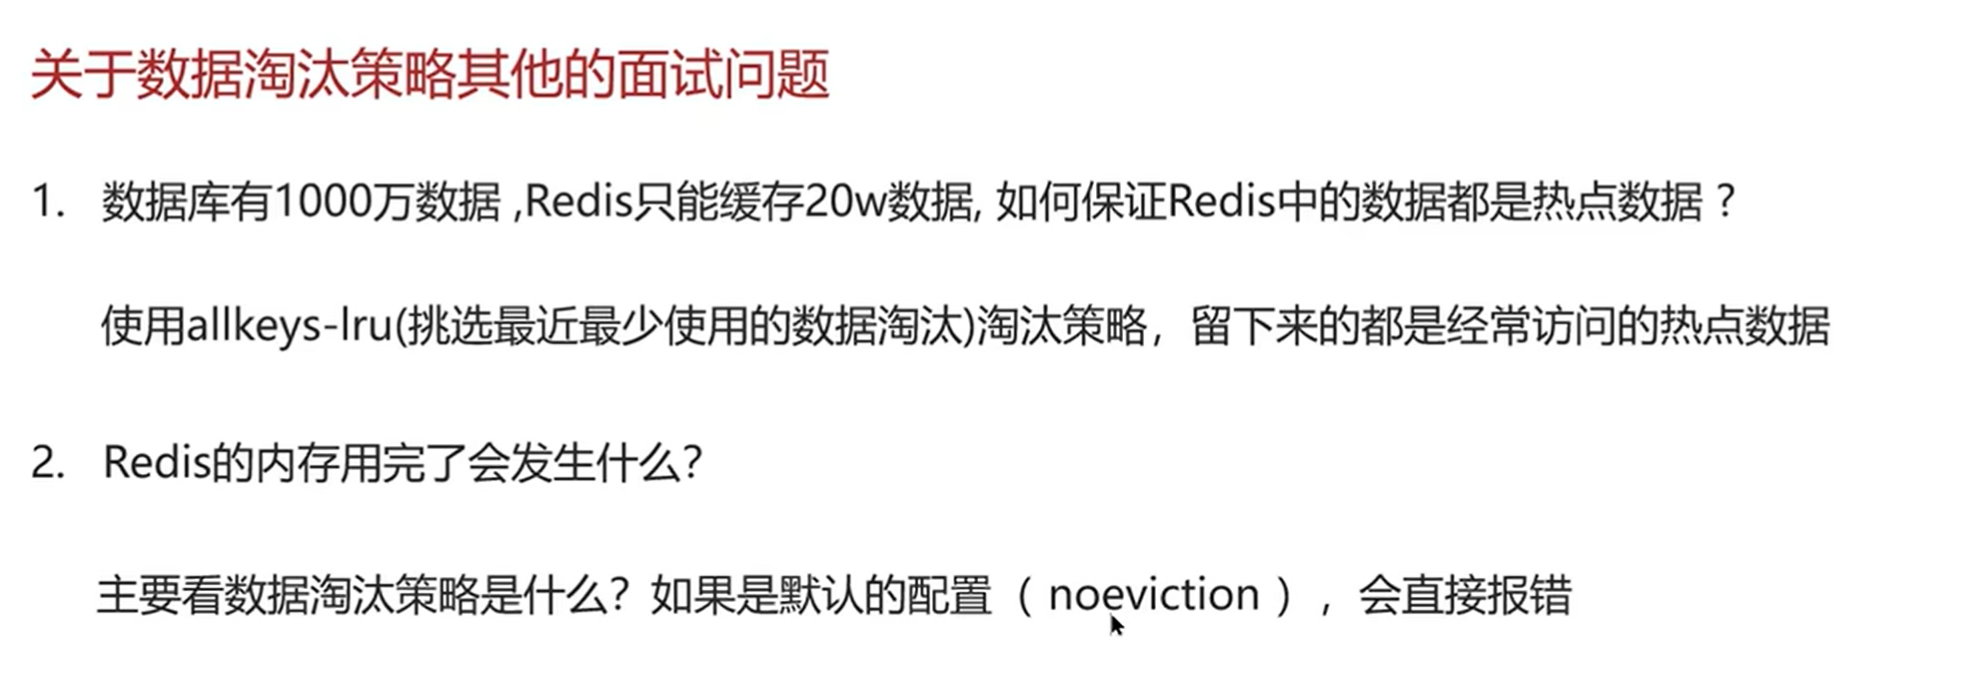 关于数据淘汰策略其他的面试问题
1. 数据库有1000万数据 ,Redis只能缓存20w数据, 如何保证Redis中的数据都是热点数据 ?
使用allkeys-lru(挑选最近最少使用的数据淘汰)淘汰策略，留下来的都是经常访问的热点数据
2. Redis的内存用完了会发生什么？
主要看数据淘汰策略是什么？如果是默认的配置（ noeviction ），会直接报错